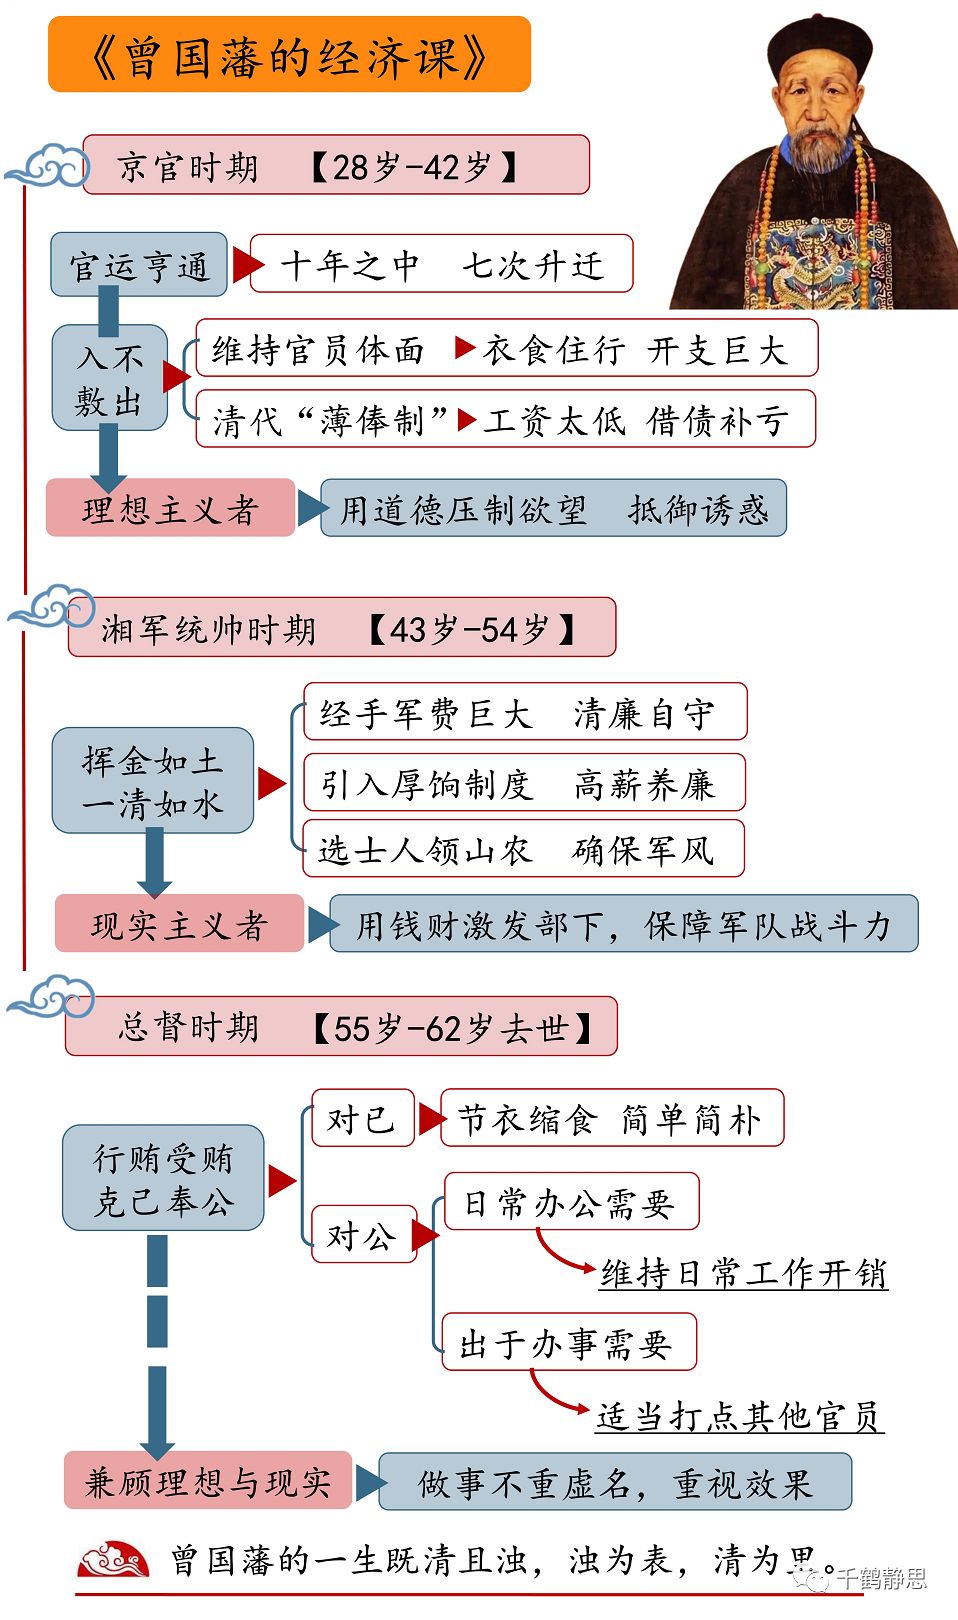 《曾国藩的经济课》
京官时期 【28岁-42岁】
官运亨通
十年之中 七次升迁
入不
敷出
维持官员体面
衣食住行 开支巨大
清代“薄俸制”
工资太低 借债补亏
理想主义者
用道德压制欲望 抵御诱惑
湘军统帅时期 【43岁-54岁】
挥金如土
一清如水
经手军费巨大 清廉自守
引入厚饷制度 高薪养廉
选士人领山农 确保军风
现实主义者
用钱财激发部下，保障军队战斗力
总督时期 【55岁-62岁去世】
行贿受贿
克己奉公
对已
节衣缩食 简单简朴
对公
日常办公需要
维持日常工作开销
出于办事需要
适当打点其他官员
兼顾理想与现实
做事不重虚名，重视效果
曾国藩的一生既清且浊，浊为表，清为里。
千鹤静思